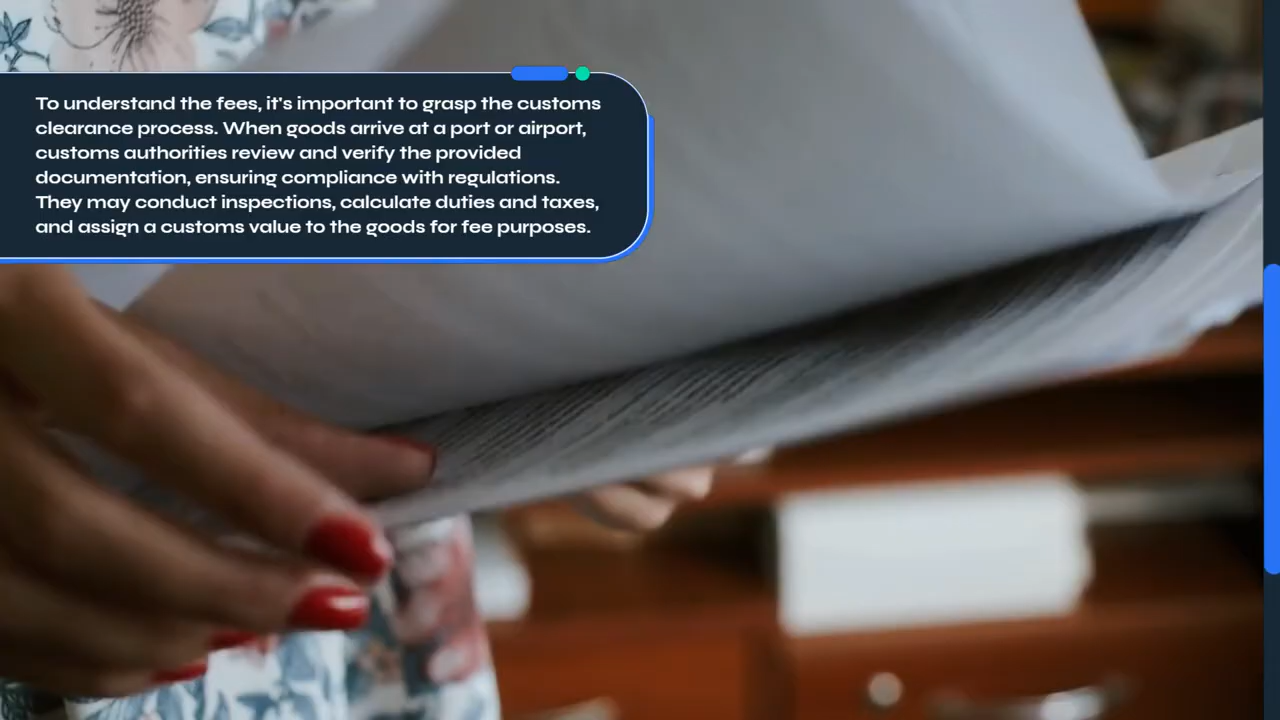 To understand the fees, it's important to grasp the customs
clearance process. When goods arrive at a port or airport,
customs authorities review and verify the provided
documentation, ensuring compliance with regulations.
They may conduct inspections, calculate duties and taxes,
and assign a customs value to the goods for fee purposes.